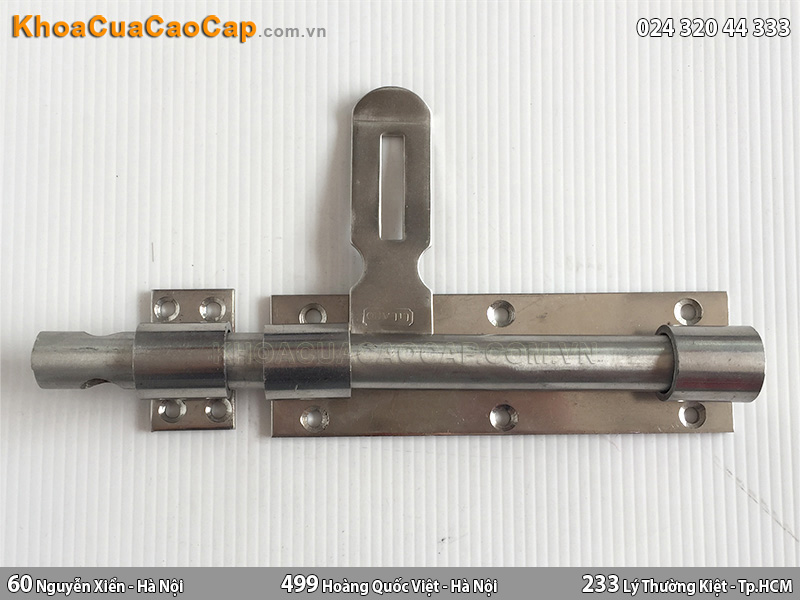 KhoaCuaCaoCap.com.vn
024 320 44 333
KHOACUACAOCAP.COM.VN
60 Nguyễn Xiển - Hà Nội
499 Hoàng Quốc Việt - Hà Nội
233 Lý Thường Kiệt - Tp.HCM